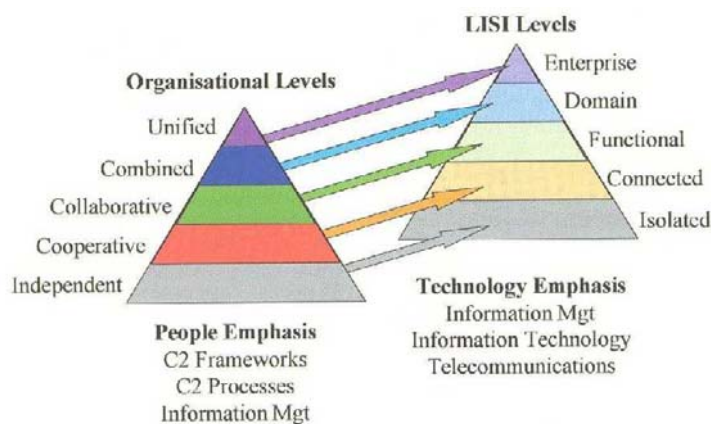 LISI Levels
Organisational Levels
Enterprise
Domain
Functional
Connected
Isolated
Unified
Combined
Collaborative
Cooperative
Independent
People Emphasis
C2 Frameworks
C2 Processes
Information Mgt
Technology Emphasis
Information Mgt
Information Technology
Telecommunications